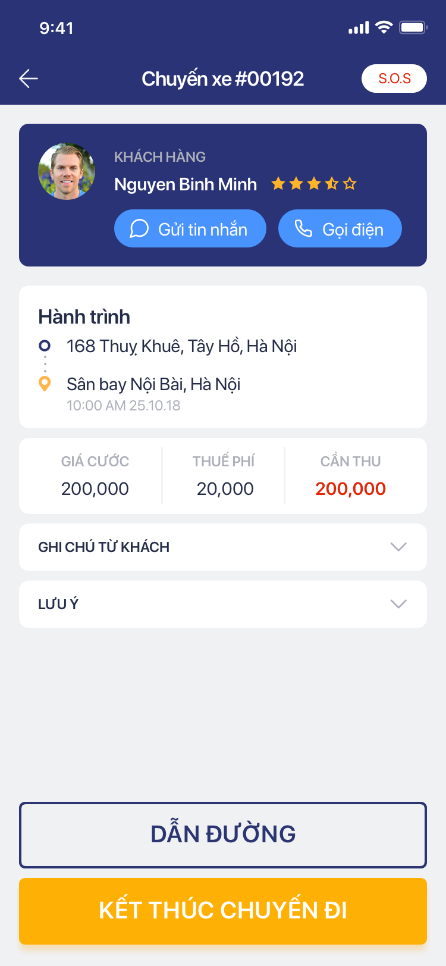 9:41
Chuyến xe #00192
S.O.S
KHÁCH HÀNG
Nguyen Binh Minh
Gửi tin nhắn
Gọi điện
Hành trình
168 Thuỵ Khuê, Tây Hồ, Hà Nội
Sân bay Nội Bài, Hà Nội
10:00 AM 25.10.18
GIÁ CƯỚC
THUẾ PHÍ
CẦN THU
200,000
20,000
200,000
GHI CHÚ TỪ KHÁCH
LƯU Ý
DẪN ĐƯỜNG
KẾT THÚC CHUYẾN ĐI